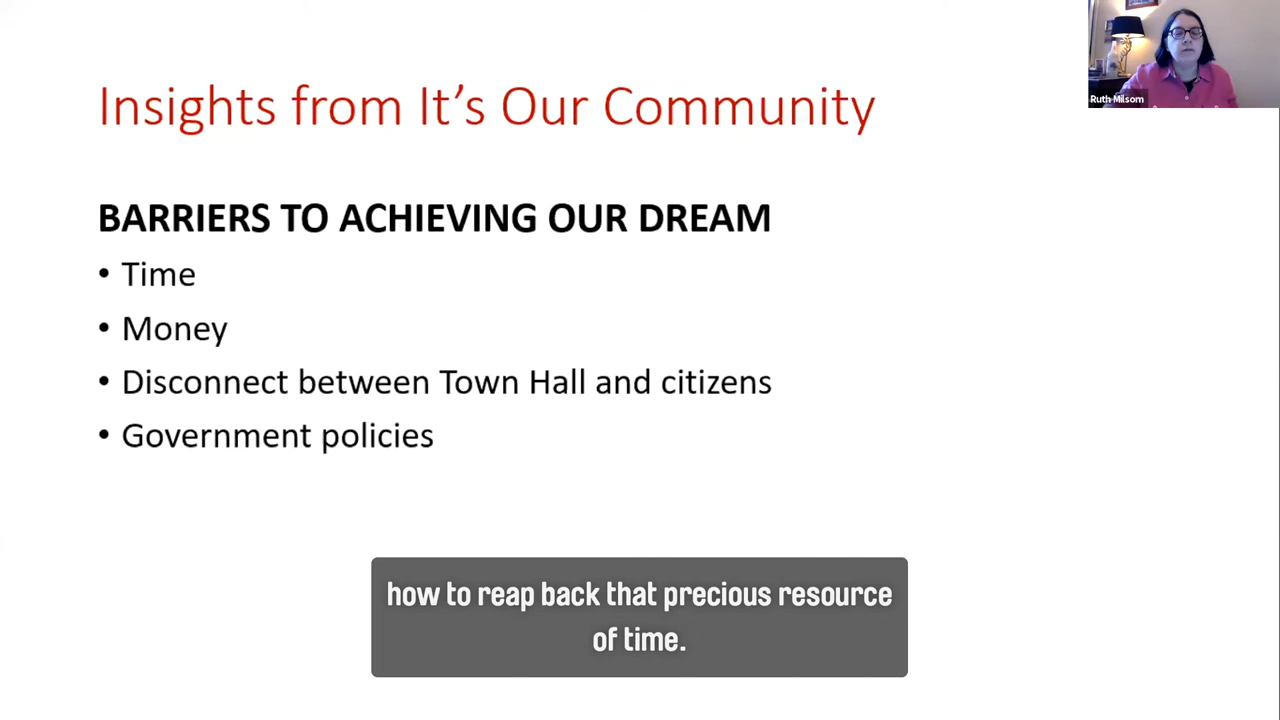 Ruth Milsom
Insights from It's Our Community
BARRIERS TO ACHIEVING OUR DREAM
• Time
• Money
• Disconnect between Town Hall and citizens
• Government policies
how to reap back that precious resource
of time.